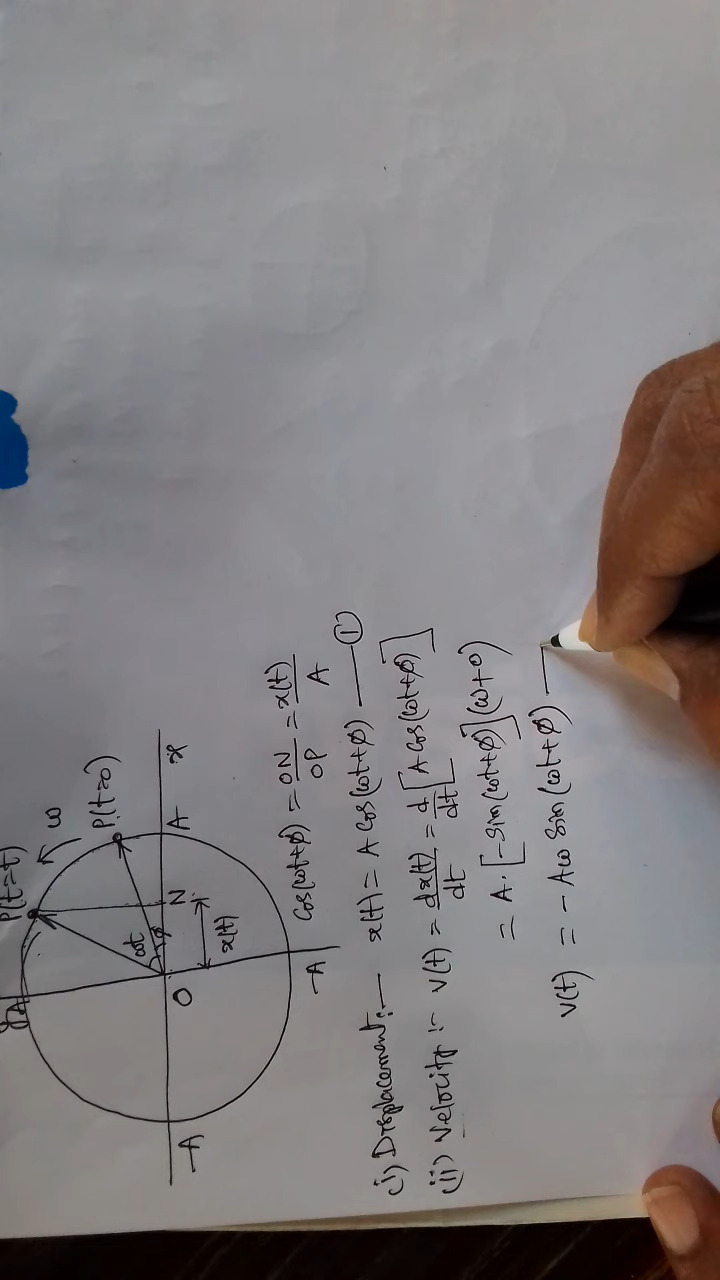 y
A
P(t=t)
ω
P(t=0)
ωt
φ
-A
O
N
A
x
x(t)
-A
Cos(ωt+φ) = ON/OP = x(t)/A
(i) Displacement:— x(t) = A Cos(ωt+φ) —— ①
(ii) Velocity :- v(t) = dx(t)/dt = d/dt [A Cos(ωt+φ)]
= A. [-Sin(ωt+φ)] (ω+0)
v(t) = -Aω Sin(ωt+φ) ——